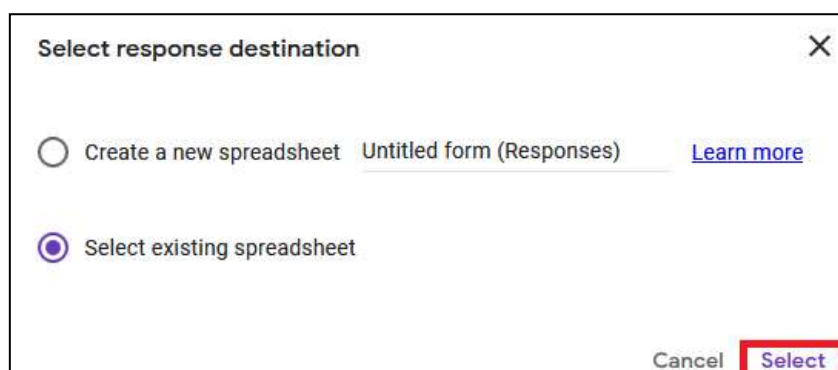 Select response destination
Create a new spreadsheet Untitled form (Responses) Learn more
Select existing spreadsheet
Cancel Select